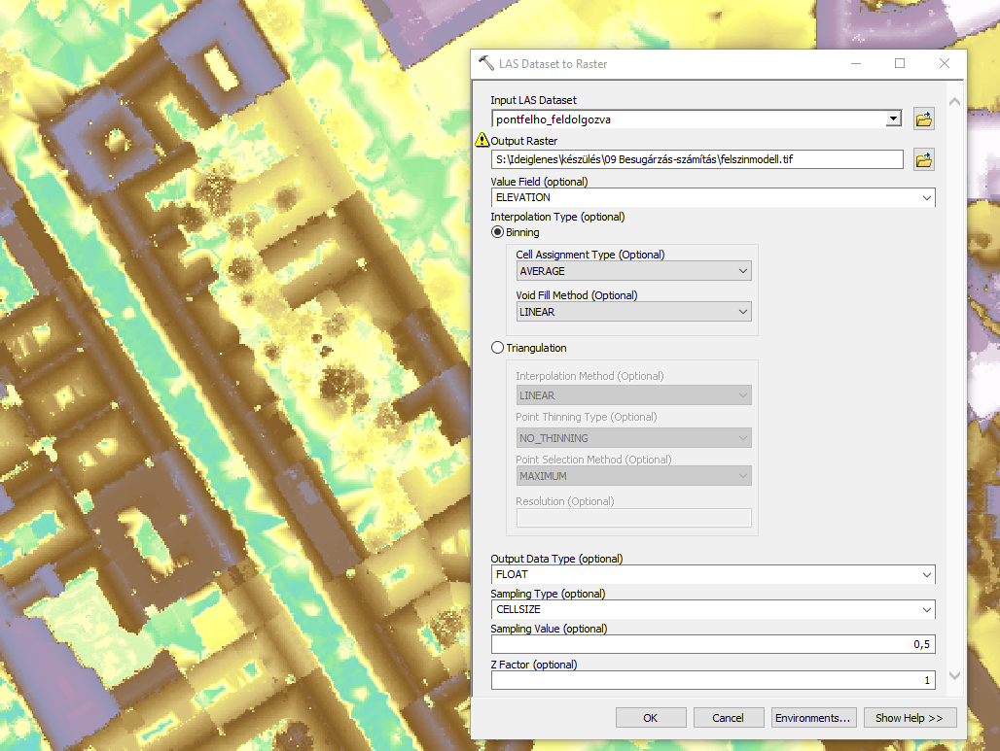 LAS Dataset to Raster
Input LAS Dataset
pontfelho_feldolgozva
Output Raster
S:\Ideiglenes\készülés\09 Besugárzás-számítás\felszinmodell.tif
Value Field (optional)
ELEVATION
Interpolation Type (optional)
Binning
Cell Assignment Type (Optional)
AVERAGE
Void Fill Method (Optional)
LINEAR
Triangulation
Interpolation Method (Optional)
LINEAR
Point Thinning Type (Optional)
NO_THINNING
Point Selection Method (Optional)
MAXIMUM
Resolution (Optional)
Output Data Type (optional)
FLOAT
Sampling Type (optional)
CELLSIZE
Sampling Value (optional)
0,5
Z Factor (optional)
1
OK Cancel Environments... Show Help >>